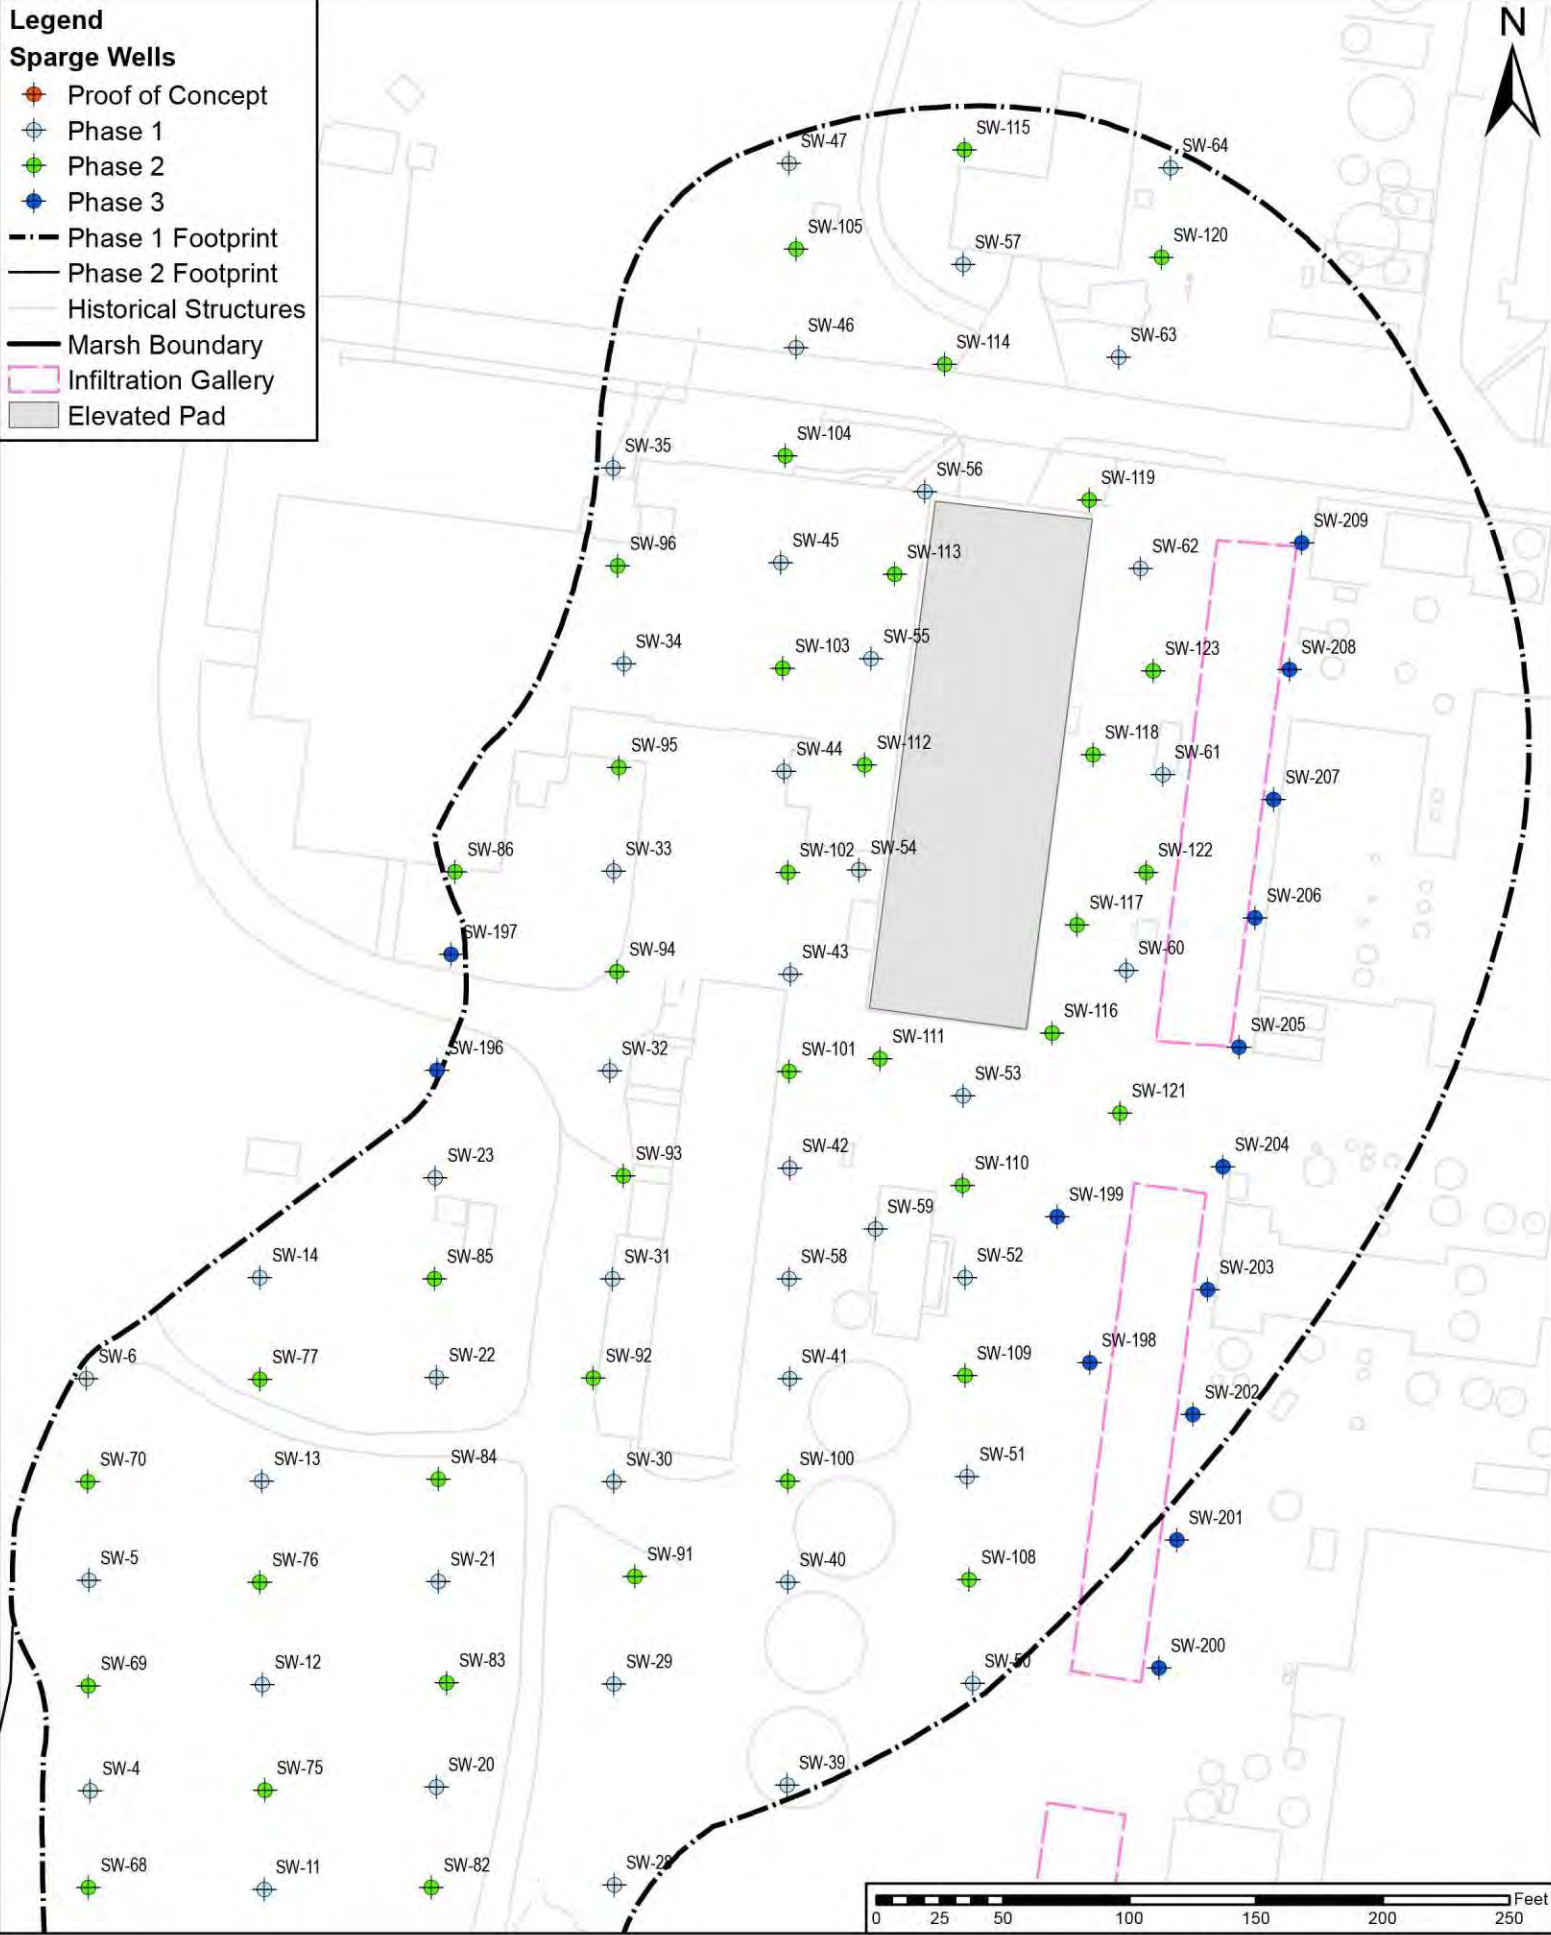 Legend
Sparge Wells
Proof of Concept
Phase 1
Phase 2
Phase 3
Phase 1 Footprint
Phase 2 Footprint
Historical Structures
Marsh Boundary
Infiltration Gallery
Elevated Pad
N
SW-115
SW-47
SW-64
SW-105
SW-120
SW-57
SW-46
SW-63
SW-114
SW-104
SW-35
SW-56
SW-119
SW-209
SW-96
SW-45
SW-113
SW-62
SW-34
SW-103
SW-55
SW-123
SW-208
SW-95
SW-44
SW-112
SW-118
SW-61
SW-207
SW-86
SW-33
SW-102
SW-54
SW-122
SW-206
SW-197
SW-117
SW-94
SW-43
SW-60
SW-116
SW-205
SW-196
SW-32
SW-101
SW-111
SW-53
SW-121
SW-23
SW-93
SW-42
SW-110
SW-204
SW-199
SW-59
SW-14
SW-85
SW-31
SW-58
SW-52
SW-203
SW-6
SW-77
SW-22
SW-92
SW-41
SW-109
SW-198
SW-202
SW-70
SW-13
SW-84
SW-30
SW-100
SW-51
SW-201
SW-5
SW-76
SW-21
SW-91
SW-40
SW-108
SW-69
SW-12
SW-83
SW-29
SW-50
SW-200
SW-4
SW-75
SW-20
SW-39
SW-68
SW-11
SW-82
SW-28
Feet
0 25 50 100 150 200 250